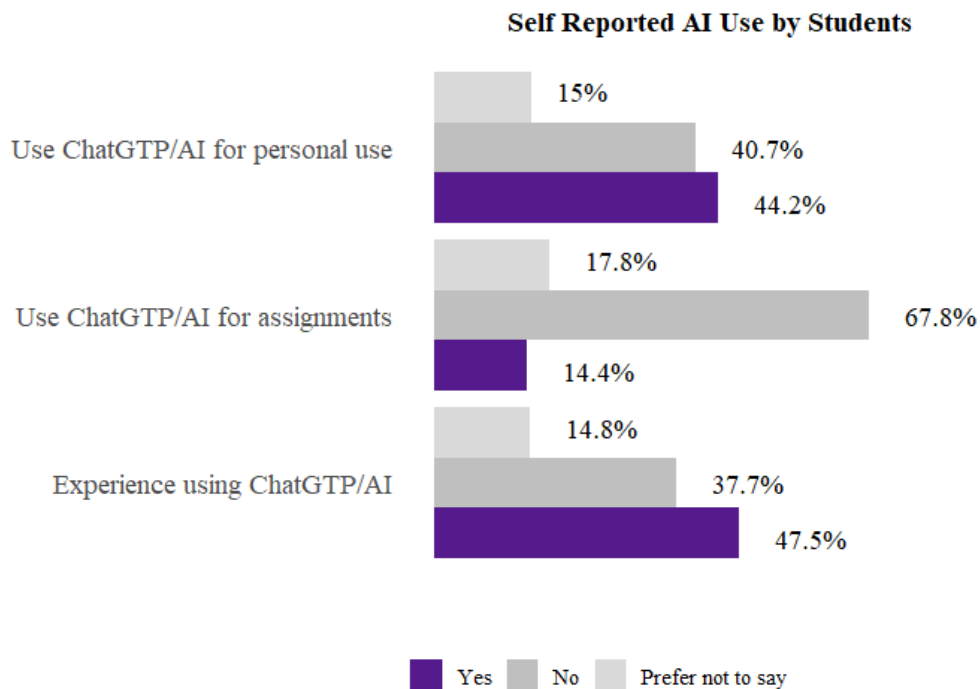 Self Reported AI Use by Students
15%
Use ChatGTP/AI for personal use
40.7%
44.2%
17.8%
Use ChatGTP/AI for assignments
67.8%
14.4%
14.8%
Experience using ChatGTP/AI
37.7%
47.5%
Yes No Prefer not to say